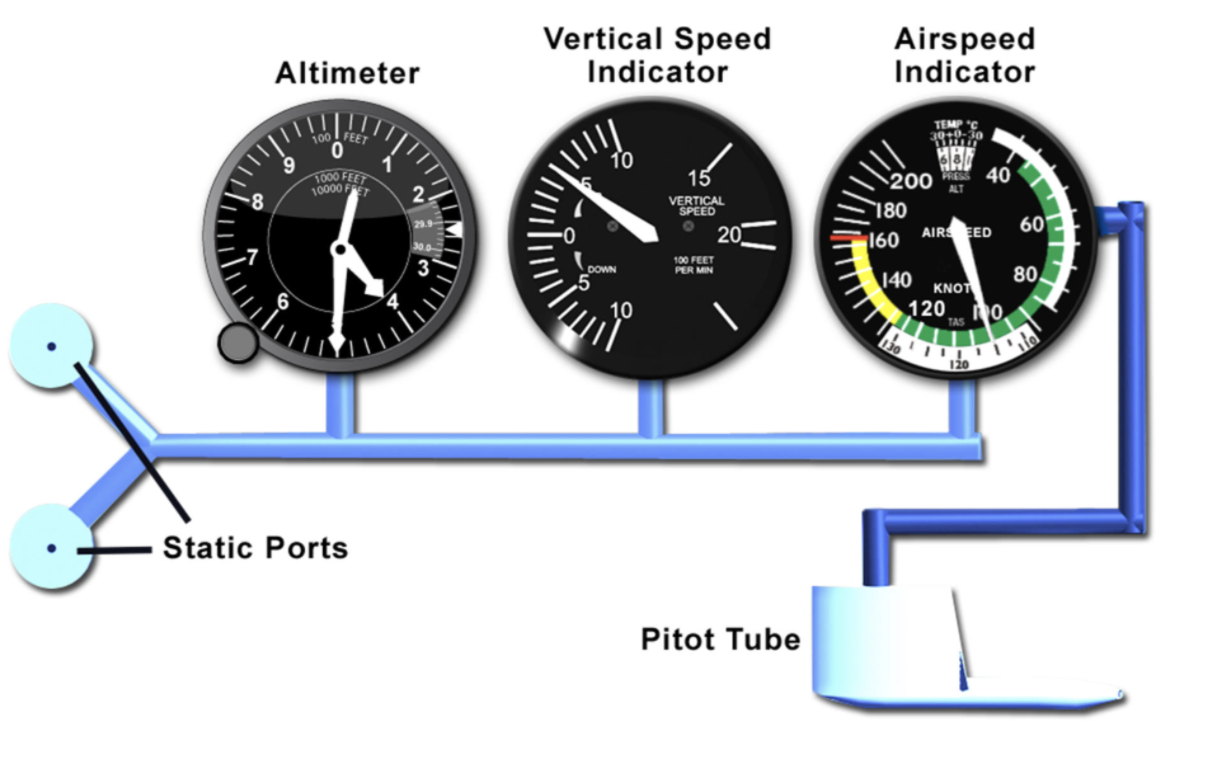 Altimeter
Vertical Speed
Indicator
Airspeed
Indicator
100 FEET
0
1
2
3
4
6
7
8
9
1000 FEET
10000 FEET
29.9
30.0
10
15
5
VERTICAL
SPEED
0
20
DOWN
100 FEET
PER MIN
5
10
TEMP °C
30+0-30
6 8
PRESS
ALT
200
40
180
AIRSPEED
60
160
140
80
KNOT
120
TAS
100
130
120
110
Static Ports
Pitot Tube